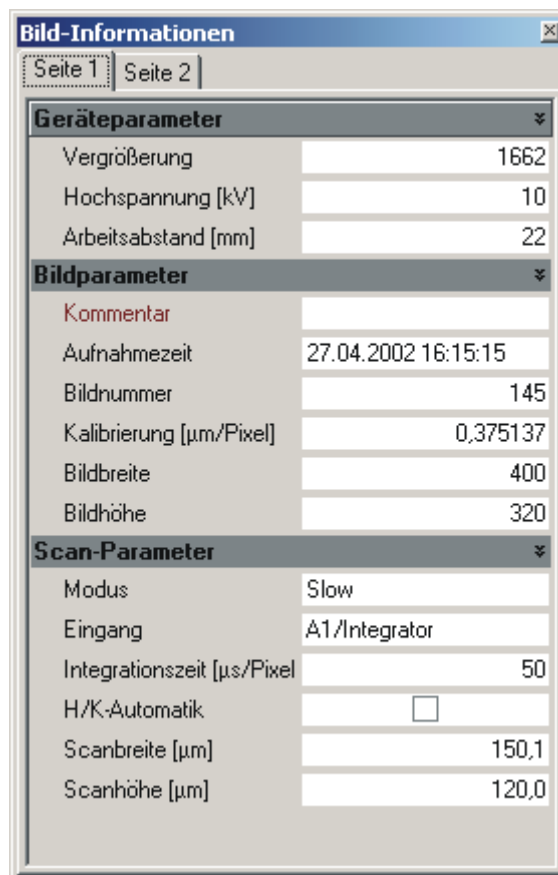 Bild-Informationen
Seite 1 Seite 2
Geräteparameter
Vergrößerung 1662
Hochspannung [kV] 10
Arbeitsabstand [mm] 22
Bildparameter
Kommentar
Aufnahmezeit 27.04.2002 16:15:15
Bildnummer 145
Kalibrierung [µm/Pixel] 0,375137
Bildbreite 400
Bildhöhe 320
Scan-Parameter
Modus Slow
Eingang A1/Integrator
Integrationszeit [µs/Pixel 50
H/K-Automatik
Scanbreite [µm] 150,1
Scanhöhe [µm] 120,0